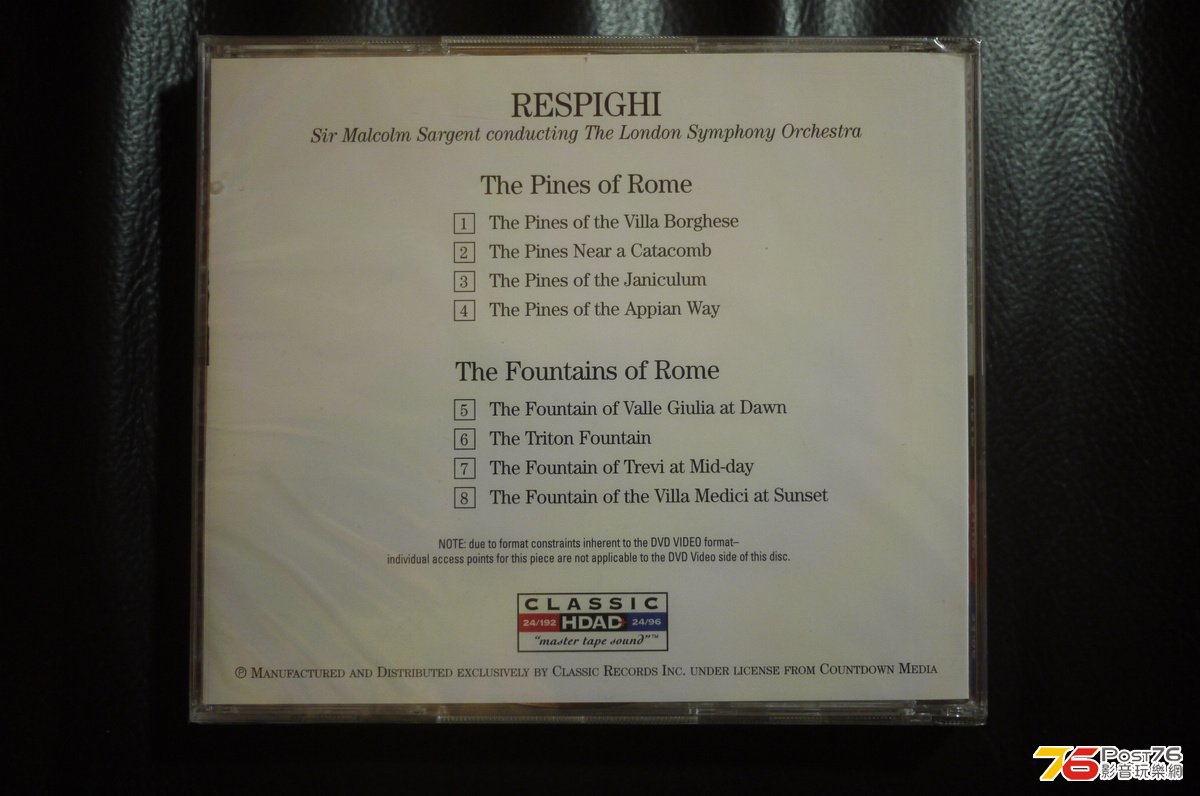 RESPIGHI
Sir Malcolm Sargent conducting The London Symphony Orchestra
The Pines of Rome
1 The Pines of the Villa Borghese
2 The Pines Near a Catacomb
3 The Pines of the Janiculum
4 The Pines of the Appian Way
The Fountains of Rome
5 The Fountain of Valle Giulia at Dawn
6 The Triton Fountain
7 The Fountain of Trevi at Mid-day
8 The Fountain of the Villa Medici at Sunset
NOTE: due to format constraints inherent to the DVD VIDEO format–
individual access points for this piece are not applicable to the DVD Video side of this disc.
CLASSIC
24/192 HDAD 24/96
"master tape sound"™
℗ MANUFACTURED AND DISTRIBUTED EXCLUSIVELY BY CLASSIC RECORDS INC. UNDER LICENSE FROM COUNTDOWN MEDIA
76 POST76
影音玩樂網